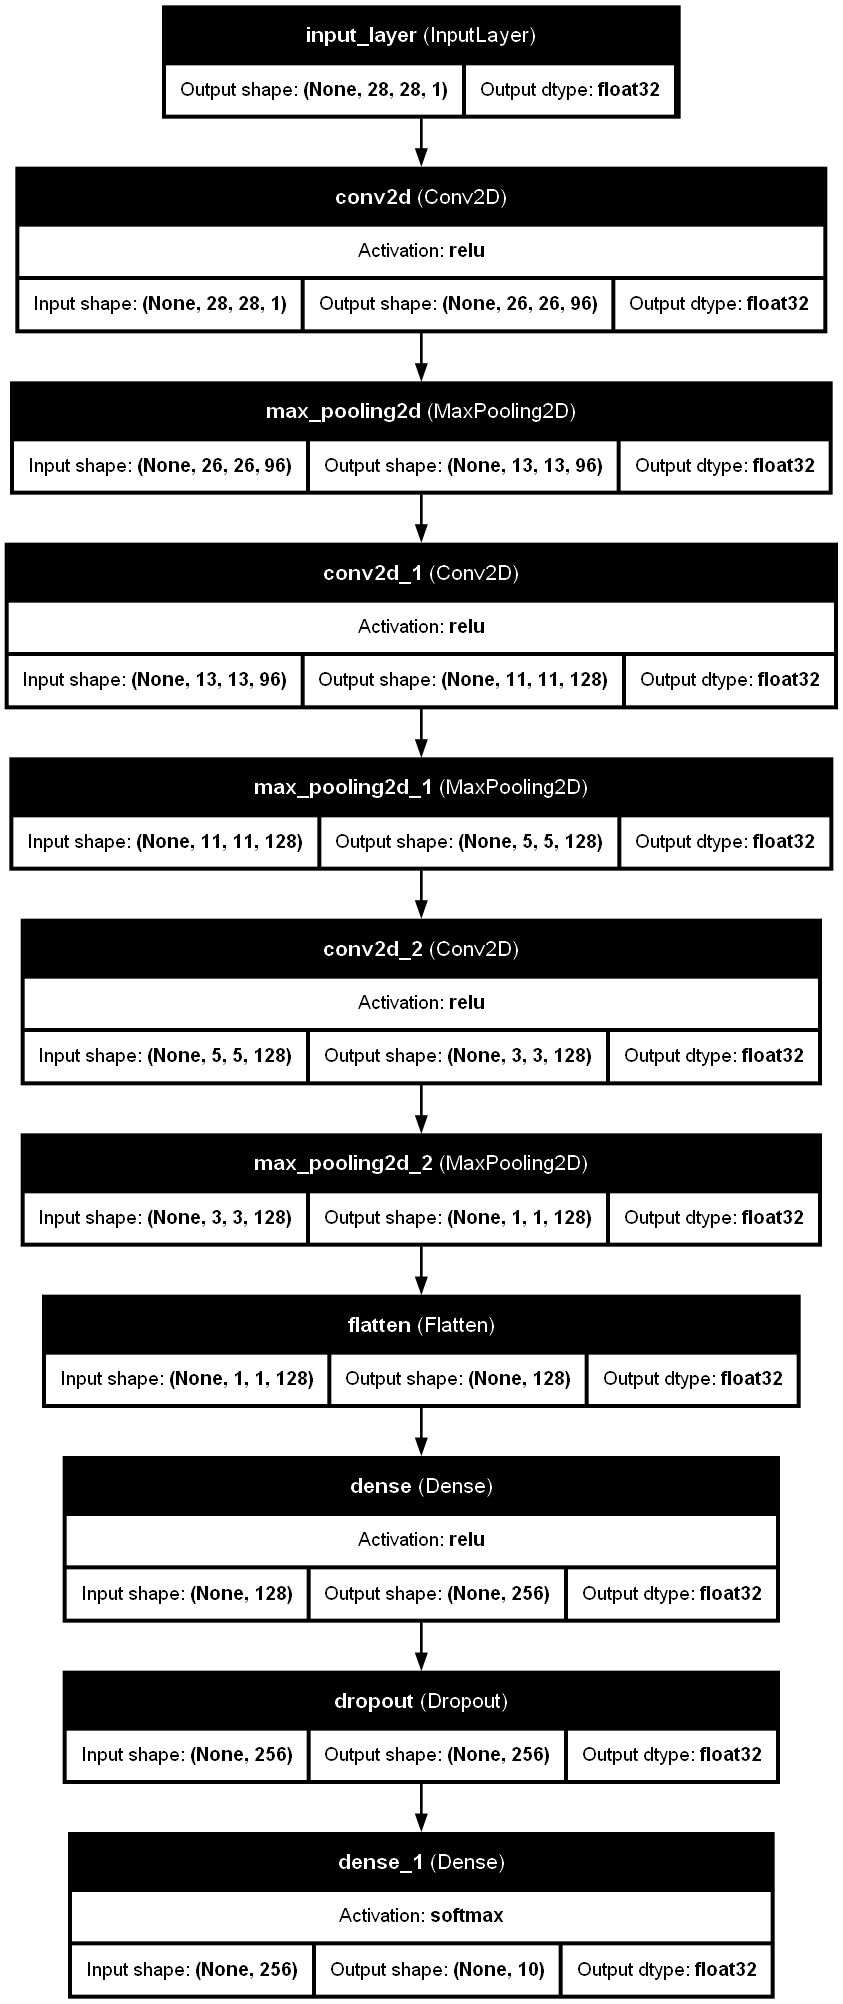 input_layer (InputLayer)
Output shape: (None, 28, 28, 1) Output dtype: float32
conv2d (Conv2D)
Activation: relu
Input shape: (None, 28, 28, 1) Output shape: (None, 26, 26, 96) Output dtype: float32
max_pooling2d (MaxPooling2D)
Input shape: (None, 26, 26, 96) Output shape: (None, 13, 13, 96) Output dtype: float32
conv2d_1 (Conv2D)
Activation: relu
Input shape: (None, 13, 13, 96) Output shape: (None, 11, 11, 128) Output dtype: float32
max_pooling2d_1 (MaxPooling2D)
Input shape: (None, 11, 11, 128) Output shape: (None, 5, 5, 128) Output dtype: float32
conv2d_2 (Conv2D)
Activation: relu
Input shape: (None, 5, 5, 128) Output shape: (None, 3, 3, 128) Output dtype: float32
max_pooling2d_2 (MaxPooling2D)
Input shape: (None, 3, 3, 128) Output shape: (None, 1, 1, 128) Output dtype: float32
flatten (Flatten)
Input shape: (None, 1, 1, 128) Output shape: (None, 128) Output dtype: float32
dense (Dense)
Activation: relu
Input shape: (None, 128) Output shape: (None, 256) Output dtype: float32
dropout (Dropout)
Input shape: (None, 256) Output shape: (None, 256) Output dtype: float32
dense_1 (Dense)
Activation: softmax
Input shape: (None, 256) Output shape: (None, 10) Output dtype: float32